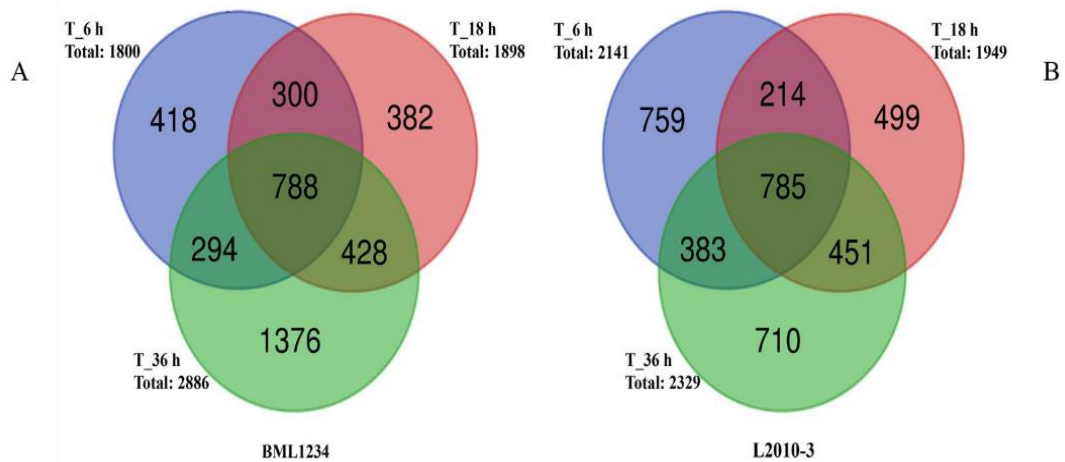 A
T_6 h
Total: 1800
T_18 h
Total: 1898
418
300
382
788
294
428
1376
T_36 h
Total: 2886
BML1234
B
T_6 h
Total: 2141
T_18 h
Total: 1949
759
214
499
785
383
451
710
T_36 h
Total: 2329
L2010-3